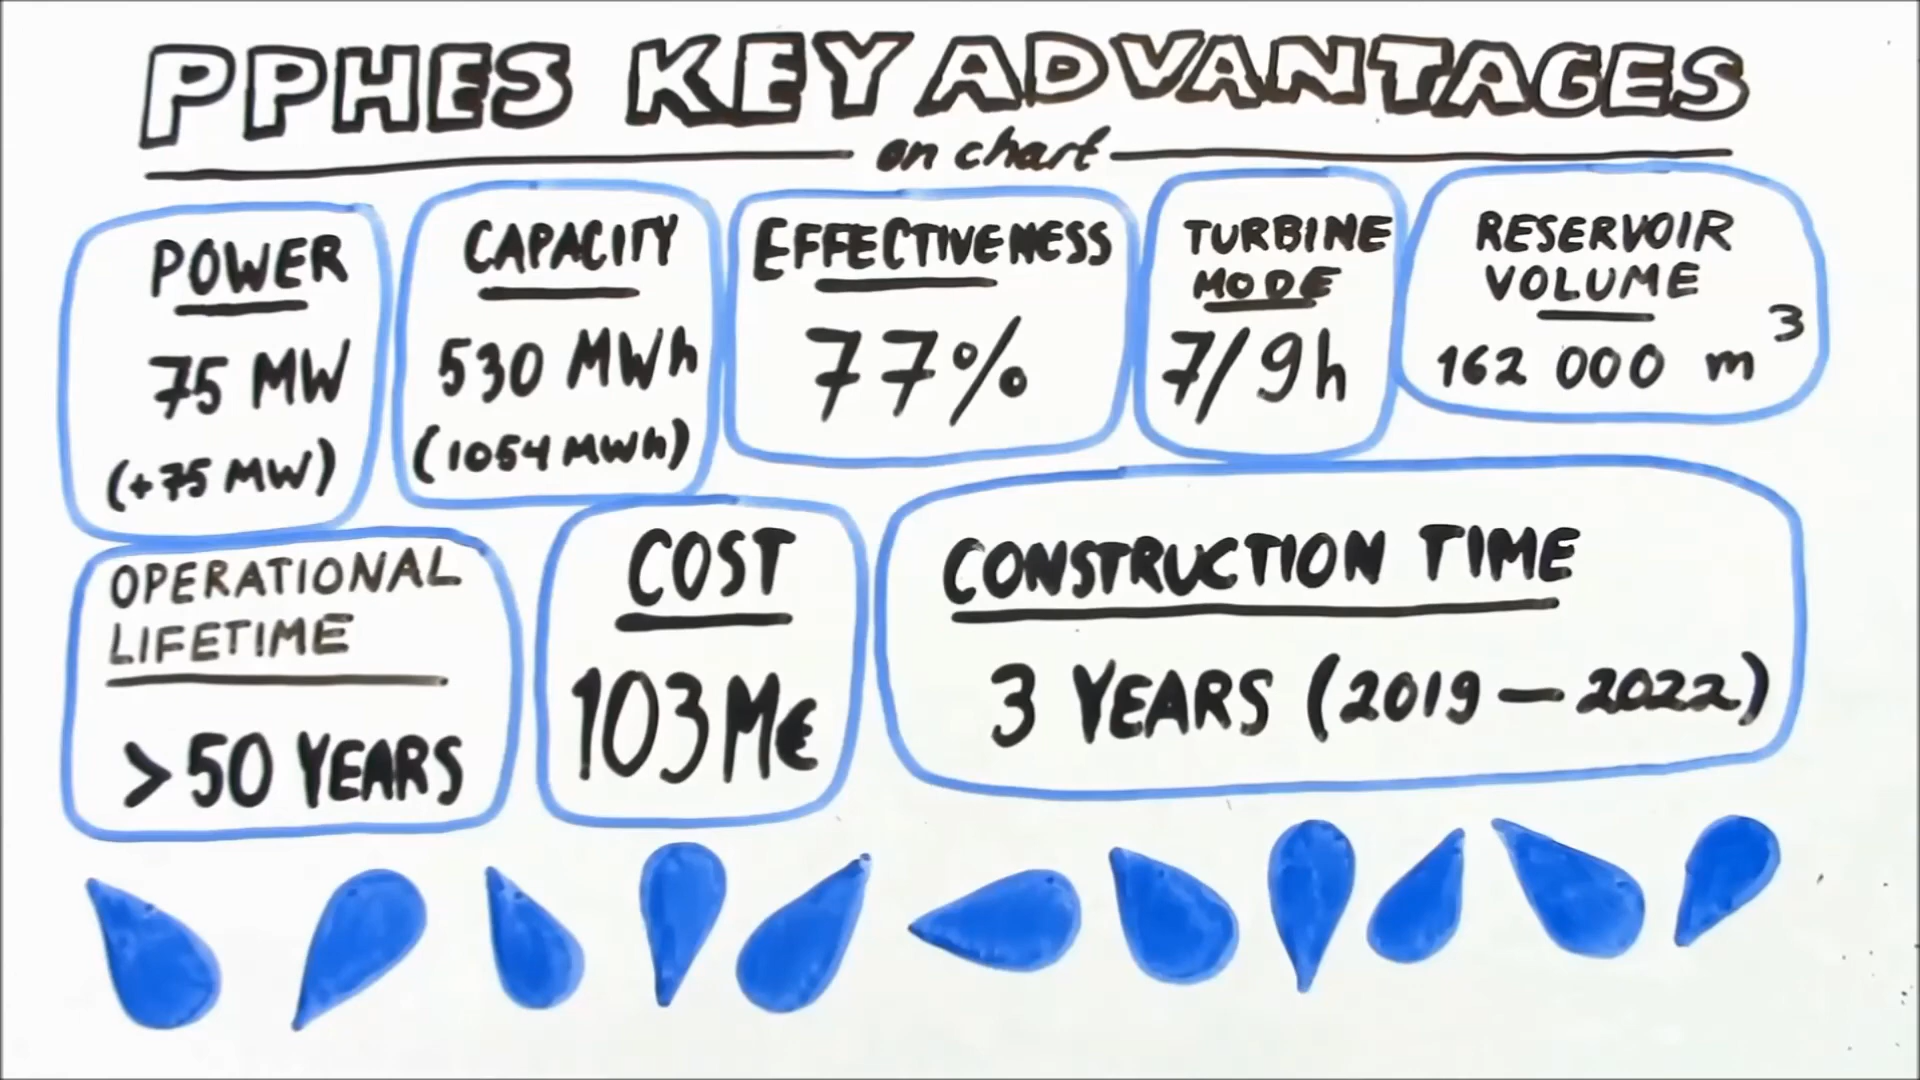 PPHES KEY ADVANTAGES
on chart
POWER
75 MW
(+75 MW)
CAPACITY
530 MWh
(1054 MWh)
EFFECTIVENESS
77%
TURBINE
MODE
7/9h
RESERVOIR
VOLUME
162 000 m³
OPERATIONAL
LIFETIME
>50 YEARS
COST
103M€
CONSTRUCTION TIME
3 YEARS (2019 — 2022)